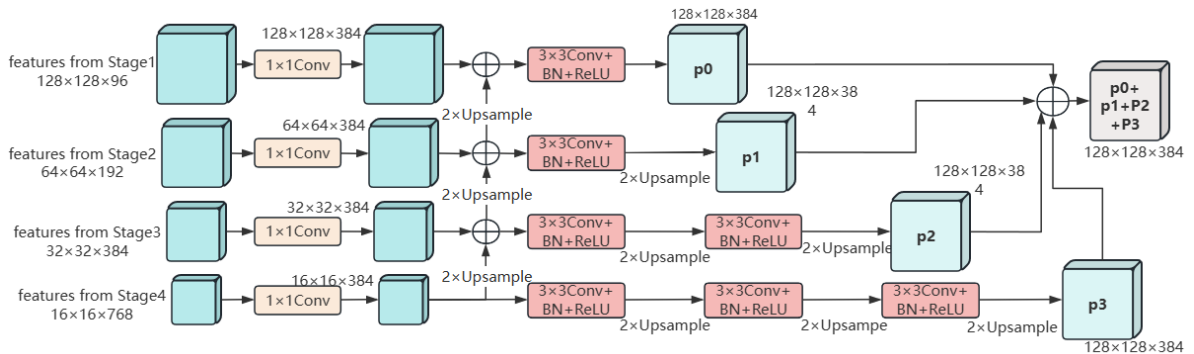 features from Stage1
128×128×96
128×128×384
1×1Conv
3×3Conv+
BN+ReLU
128×128×384
p0
2×Upsample
features from Stage2
64×64×192
64×64×384
1×1Conv
3×3Conv+
BN+ReLU
2×Upsample
128×128×38
4
p1
p0+
p1+P2
+P3
128×128×384
2×Upsample
features from Stage3
32×32×384
32×32×384
1×1Conv
3×3Conv+
BN+ReLU
2×Upsample
3×3Conv+
BN+ReLU
2×Upsample
128×128×38
4
p2
2×Upsample
features from Stage4
16×16×768
16×16×384
1×1Conv
3×3Conv+
BN+ReLU
2×Upsample
3×3Conv+
BN+ReLU
2×Upsampe
3×3Conv+
BN+ReLU
2×Upsample
p3
128×128×384